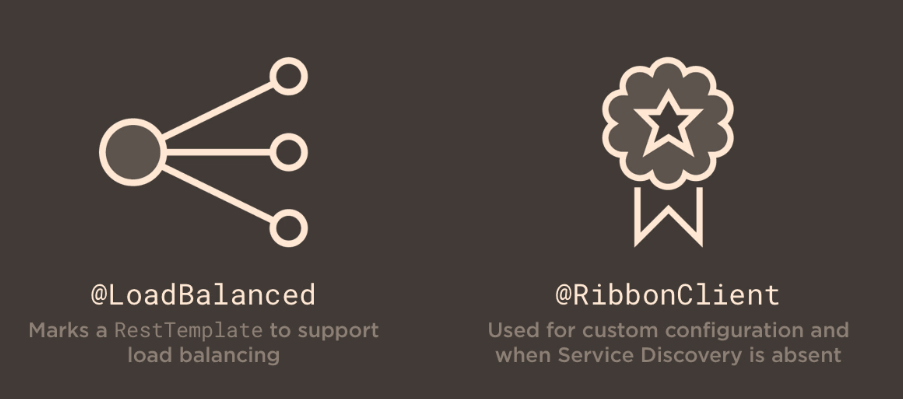 @LoadBalanced
Marks a RestTemplate to support
load balancing
@RibbonClient
Used for custom configuration and
when Service Discovery is absent